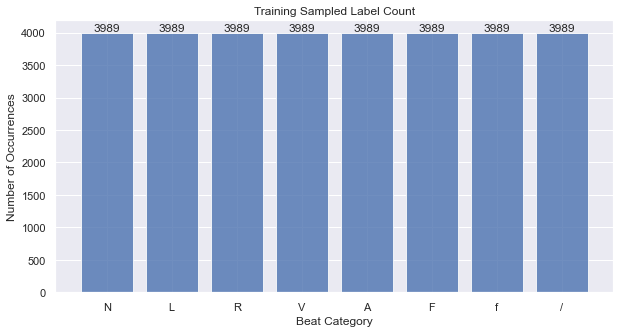 Training Sampled Label Count
3989 3989 3989 3989 3989 3989 3989 3989
4000
3500
3000
2500
2000
1500
1000
500
0
Number of Occurrences
N L R V A F f /
Beat Category